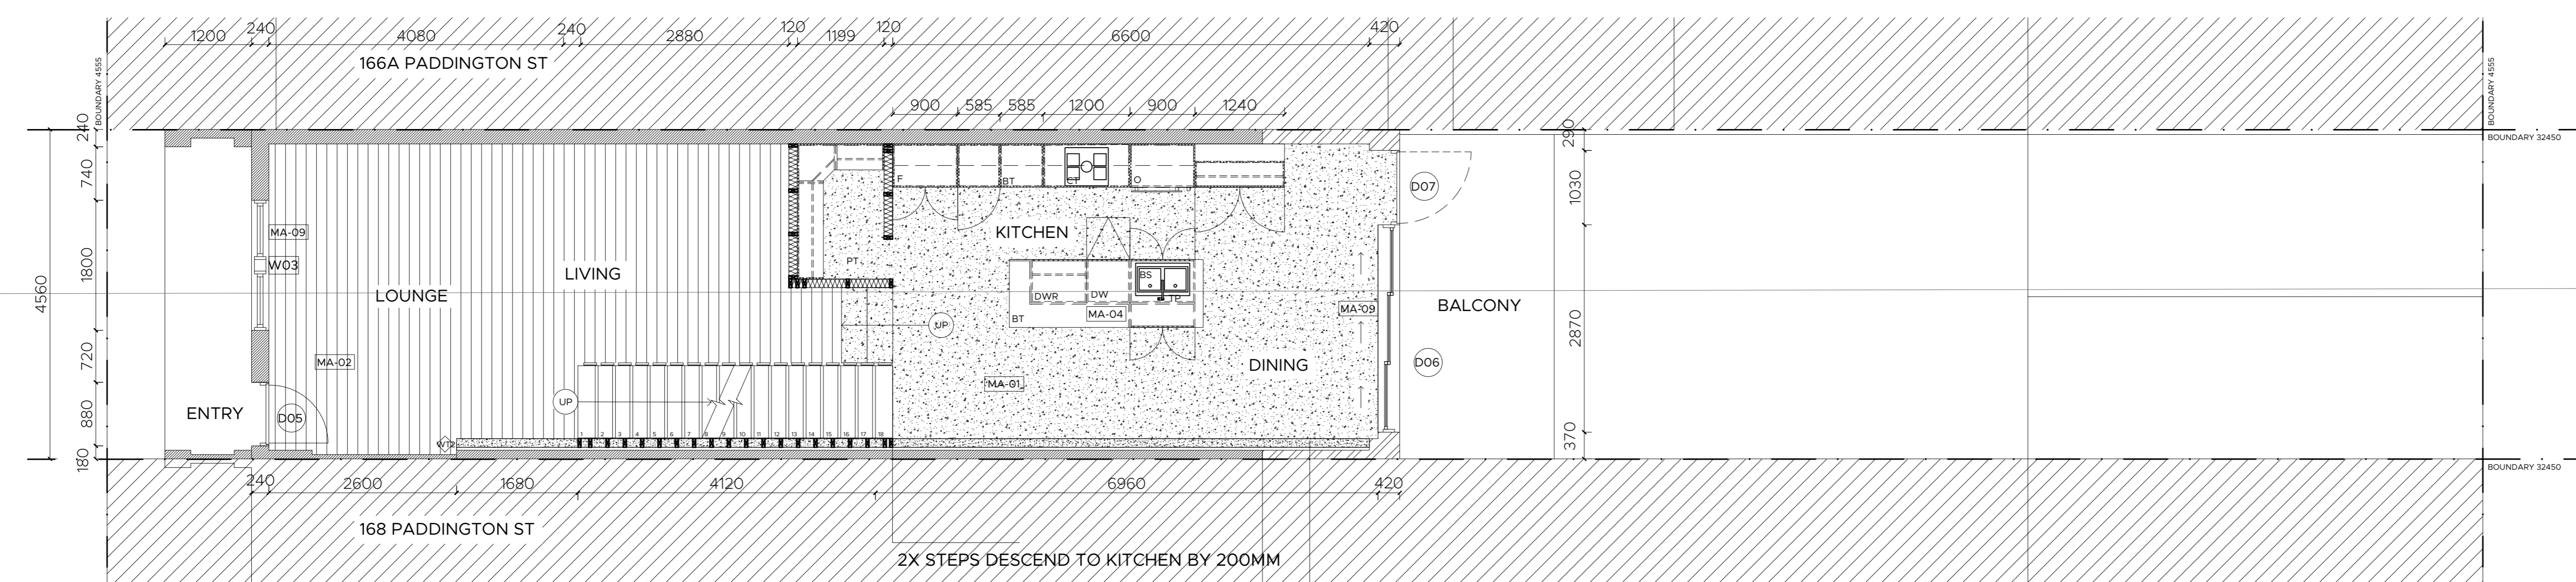 1200 240 4080 240 2880 120 1199 120 6600 420
166A PADDINGTON ST
BOUNDARY 4555
BOUNDARY 4555
900 585 585 1200 900 1240
BOUNDARY 32450
240
740
1800
720
880
180
4560
290
1030
2870
370
F
BT
CT
O
D07
MA-09
W03
KITCHEN
PT
LIVING
LOUNGE
BS
DWR
DW
TP
BT
MA-04
MA-09
BALCONY
UP
MA-02
DINING
D06
MA-01
UP
ENTRY
D05
WT2
1 2 3 4 5 6 7 8 9 10 11 12 13 14 15 16 17 18
BOUNDARY 32450
240 2600 1680 4120 6960 420
168 PADDINGTON ST
2X STEPS DESCEND TO KITCHEN BY 200MM